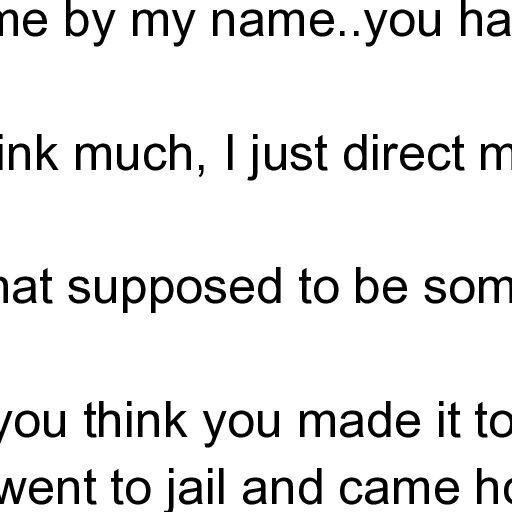 me by my name..you ha
ink much, I just direct m
hat supposed to be som
you think you made it to
went to jail and came ho